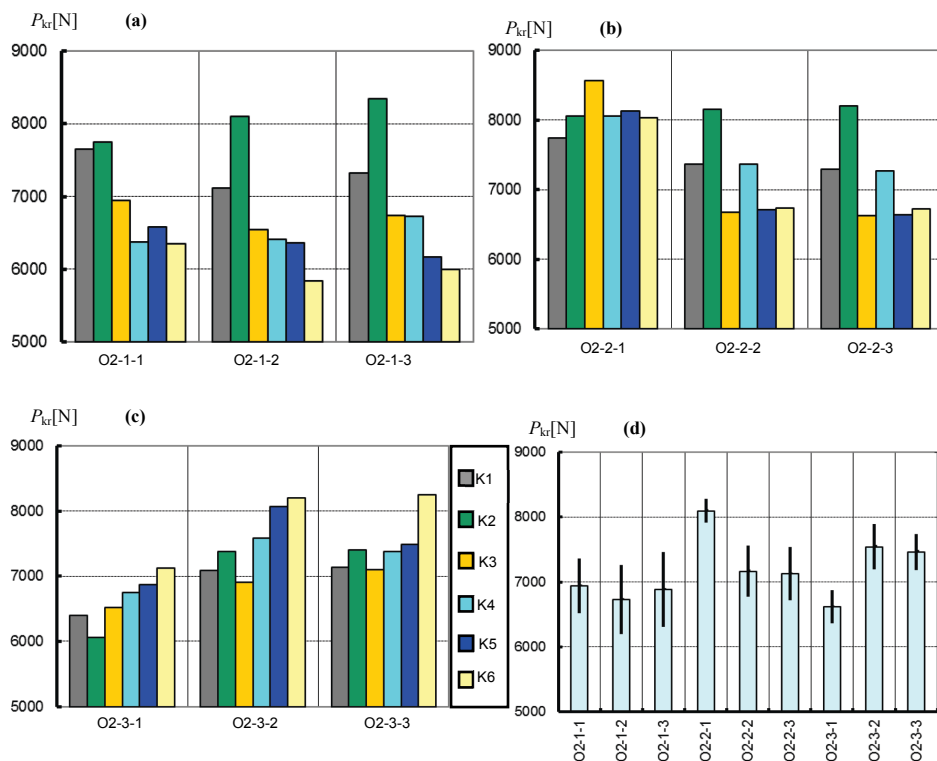 P_kr[N] (a)
9000
8000
7000
6000
5000
O2-1-1 O2-1-2 O2-1-3
P_kr[N] (b)
9000
8000
7000
6000
5000
O2-2-1 O2-2-2 O2-2-3
P_kr[N] (c)
9000
8000
7000
6000
5000
O2-3-1 O2-3-2 O2-3-3
K1
K2
K3
K4
K5
K6
P_kr[N] (d)
9000
8000
7000
6000
5000
O2-1-1
O2-1-2
O2-1-3
O2-2-1
O2-2-2
O2-2-3
O2-3-1
O2-3-2
O2-3-3